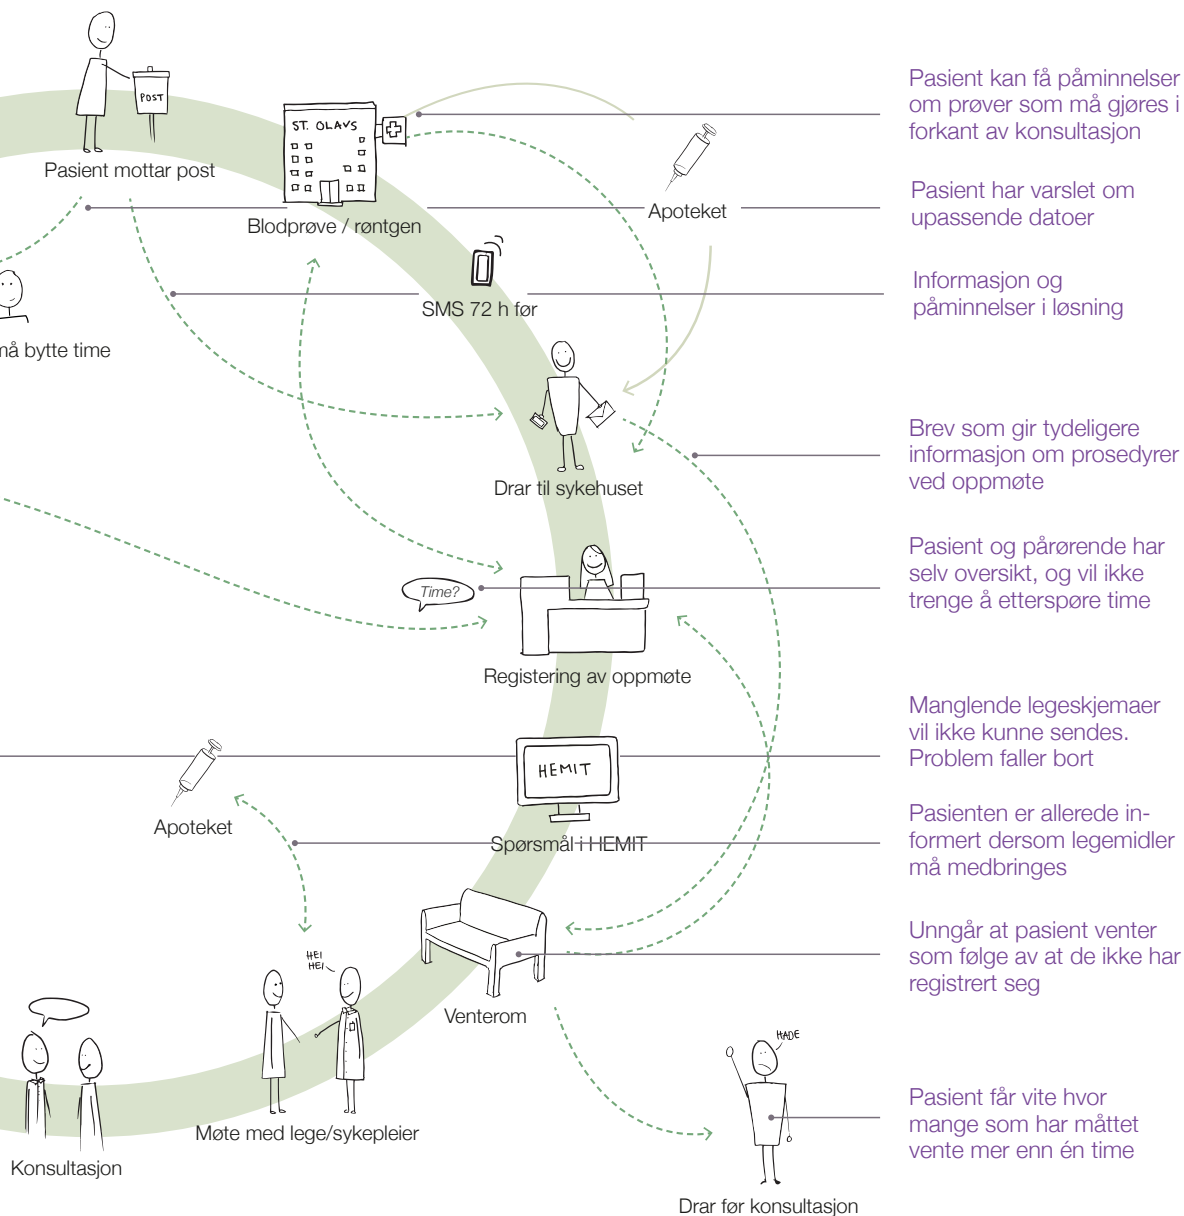 POST
Pasient mottar post
ST. OLAVS
Blodprøve / røntgen
Apoteket
SMS 72 h før
må bytte time
Drar til sykehuset
Time?
Registering av oppmøte
HEMIT
Spørsmål i HEMIT
Apoteket
HEI
HEI
Venterom
Møte med lege/sykepleier
Konsultasjon
HADE
Drar før konsultasjon
Pasient kan få påminnelser
om prøver som må gjøres i
forkant av konsultasjon
Pasient har varslet om
upassende datoer
Informasjon og
påminnelser i løsning
Brev som gir tydeligere
informasjon om prosedyrer
ved oppmøte
Pasient og pårørende har
selv oversikt, og vil ikke
trenge å etterspøre time
Manglende legeskjemaer
vil ikke kunne sendes.
Problem faller bort
Pasienten er allerede in-
formert dersom legemidler
må medbringes
Unngår at pasient venter
som følge av at de ikke har
registrert seg
Pasient får vite hvor
mange som har måttet
vente mer enn én time